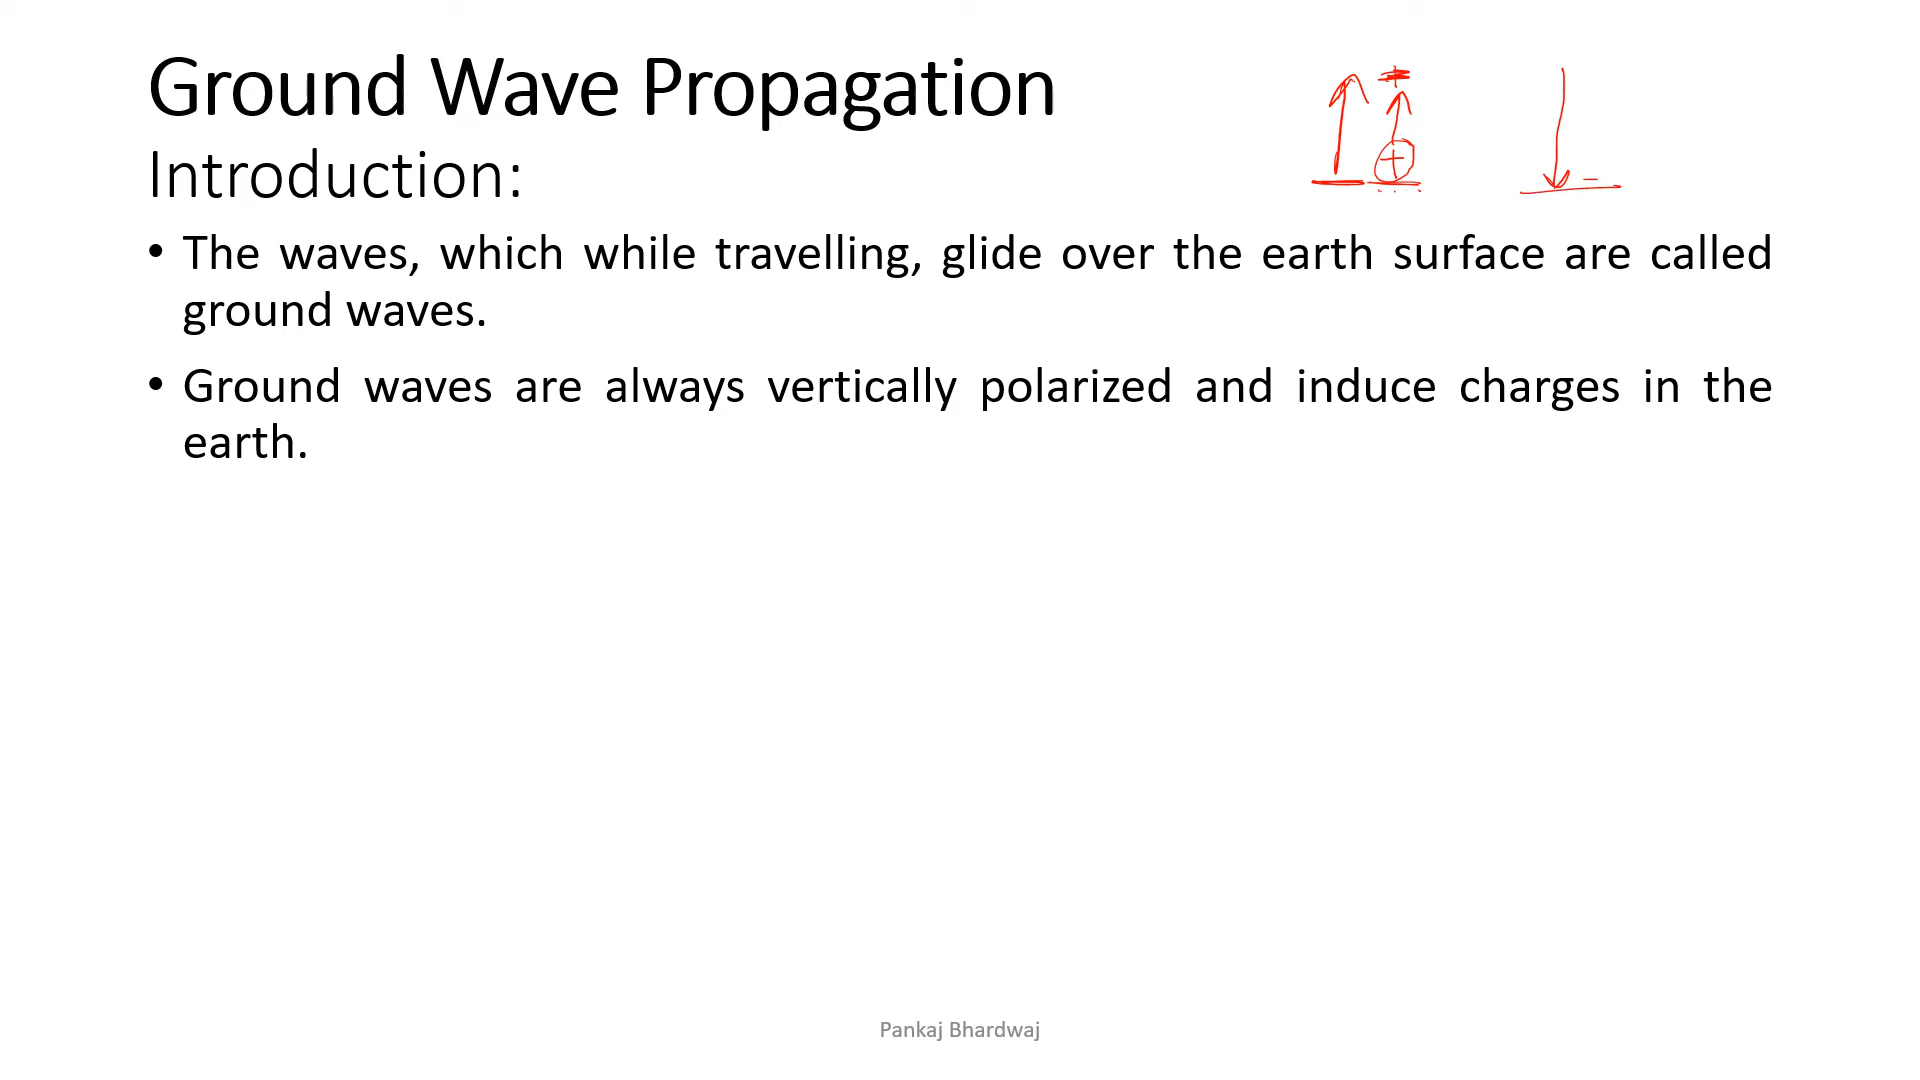 Ground Wave Propagation
Introduction:
• The waves, which while travelling, glide over the earth surface are called
ground waves.
• Ground waves are always vertically polarized and induce charges in the
earth.
+
-
Pankaj Bhardwaj